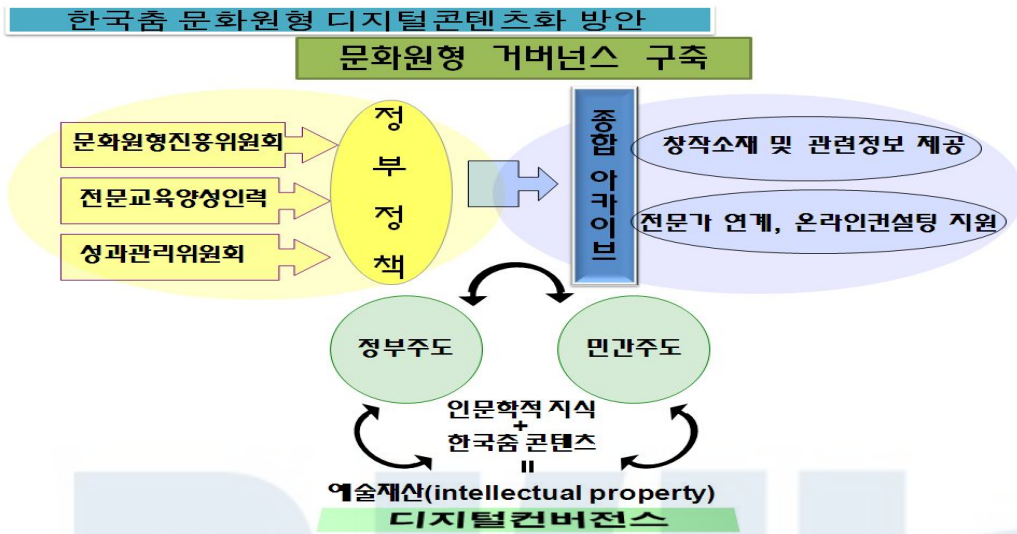 한국춤 문화원형 디지털콘텐츠화 방안
문화원형 거버넌스 구축
문화원형진흥위원회
전문교육양성인력
성과관리위원회
정부정책
종합 아카이브
창작소재 및 관련정보 제공
전문가 연계, 온라인컨설팅 지원
정부주도
민간주도
인문학적 지식
+
한국춤 콘텐츠
=
예술재산(intellectual property)
디지털컨버전스